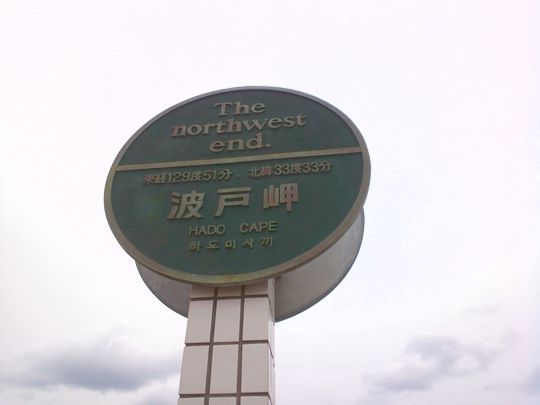 The
northwest
end.
東経129度51分、北緯33度33分
波戸岬
HADO CAPE
하도미사끼